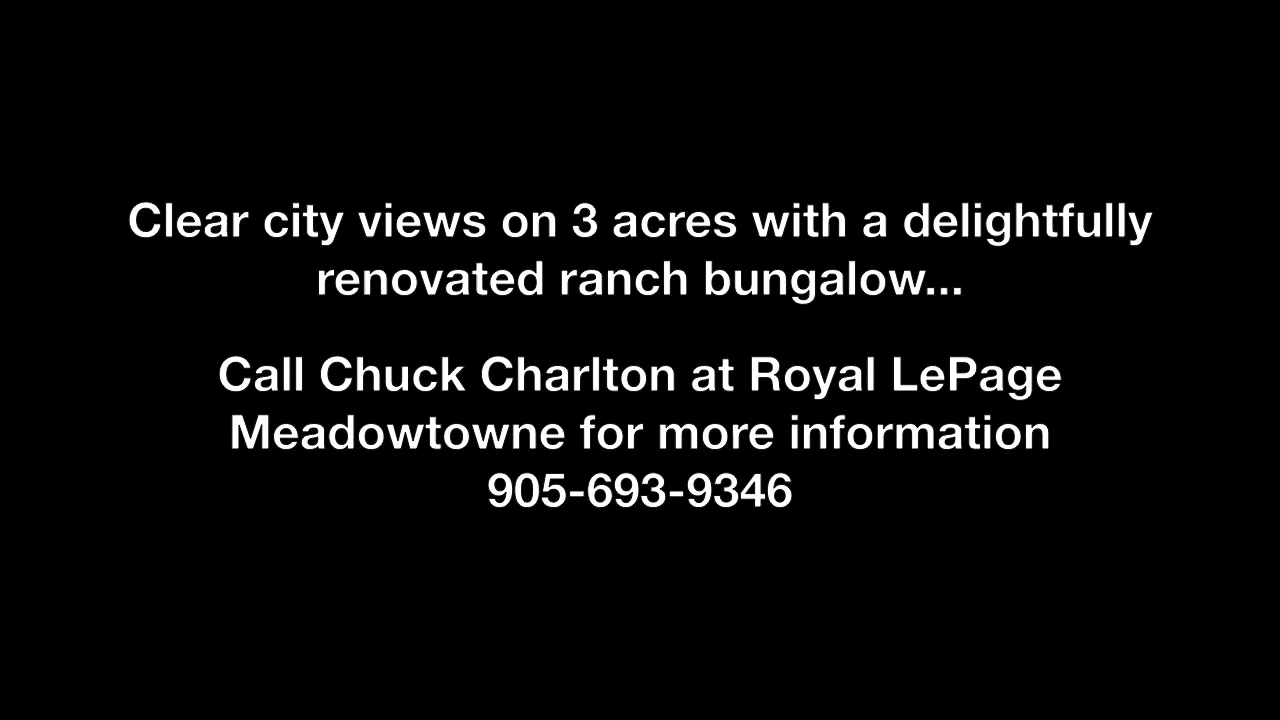 Clear city views on 3 acres with a delightfully
renovated ranch bungalow...
Call Chuck Charlton at Royal LePage
Meadowtowne for more information
905-693-9346